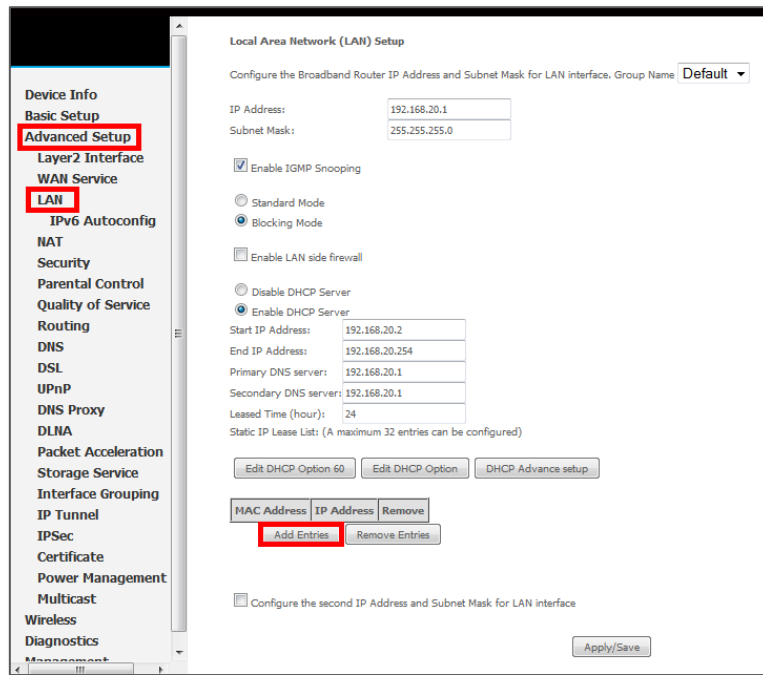 Device Info
Basic Setup
Advanced Setup
Layer2 Interface
WAN Service
LAN
IPv6 Autoconfig
NAT
Security
Parental Control
Quality of Service
Routing
DNS
DSL
UPnP
DNS Proxy
DLNA
Packet Acceleration
Storage Service
Interface Grouping
IP Tunnel
IPSec
Certificate
Power Management
Multicast
Wireless
Diagnostics
Management
Local Area Network (LAN) Setup
Configure the Broadband Router IP Address and Subnet Mask for LAN interface. Group Name Default
IP Address: 192.168.20.1
Subnet Mask: 255.255.255.0
Enable IGMP Snooping
Standard Mode
Blocking Mode
Enable LAN side firewall
Disable DHCP Server
Enable DHCP Server
Start IP Address: 192.168.20.2
End IP Address: 192.168.20.254
Primary DNS server: 192.168.20.1
Secondary DNS server: 192.168.20.1
Leased Time (hour): 24
Static IP Lease List: (A maximum 32 entries can be configured)
Edit DHCP Option 60 Edit DHCP Option DHCP Advance setup
MAC Address IP Address Remove
Add Entries Remove Entries
Configure the second IP Address and Subnet Mask for LAN interface
Apply/Save